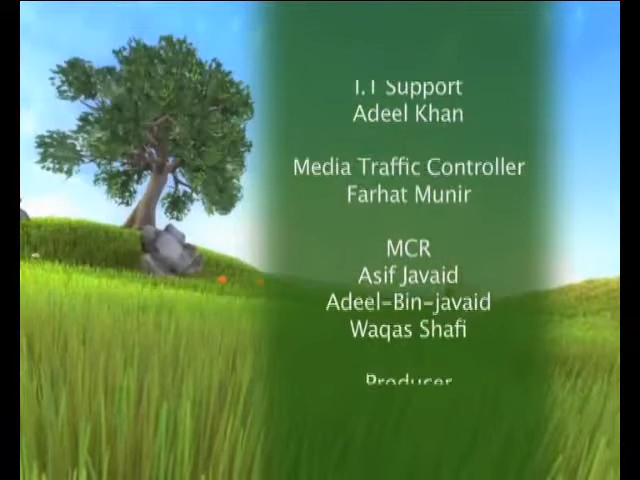 I.T Support
Adeel Khan
Media Traffic Controller
Farhat Munir
MCR
Asif Javaid
Adeel-Bin-javaid
Waqas Shafi
Producer